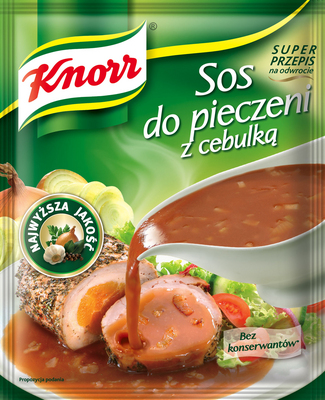 Knorr
SUPER
PRZEPIS
na odwrocie
Sos
do pieczeni
z cebulką
NAJWYŻSZA JAKOŚĆ
Bez
konserwantów*
Propozycja podania.